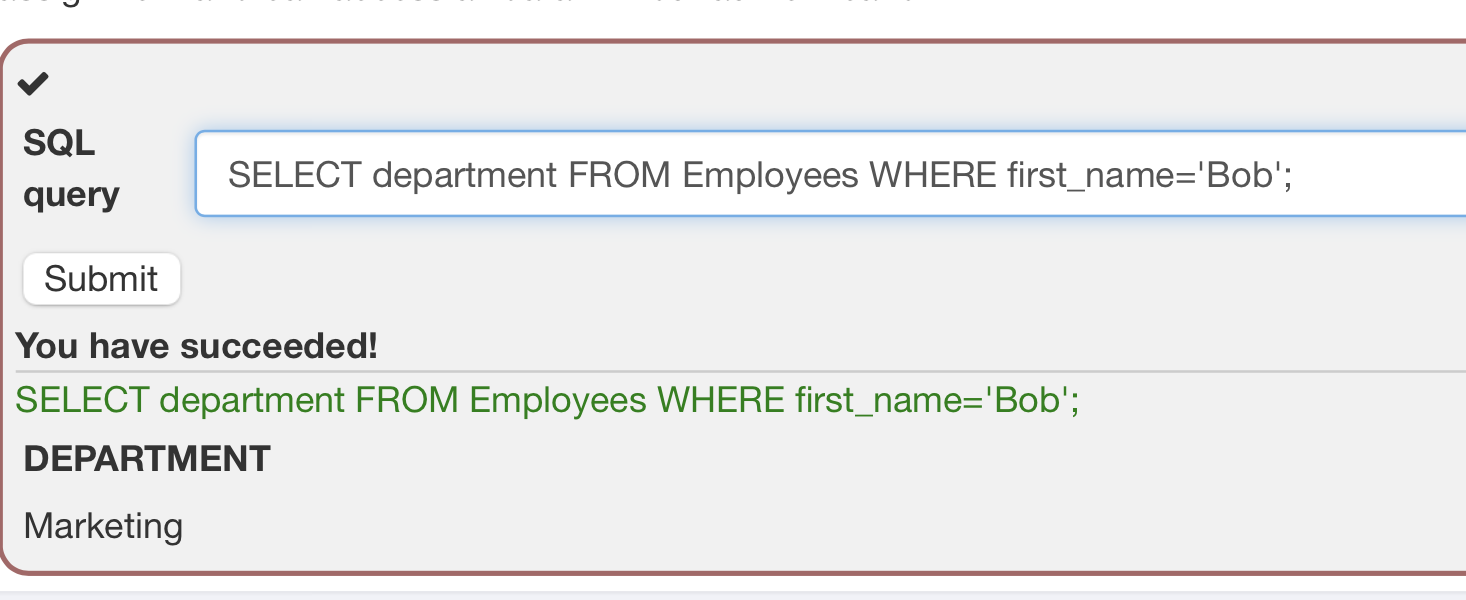 SQL
query
SELECT department FROM Employees WHERE first_name='Bob';
Submit
You have succeeded!
SELECT department FROM Employees WHERE first_name='Bob';
DEPARTMENT
Marketing